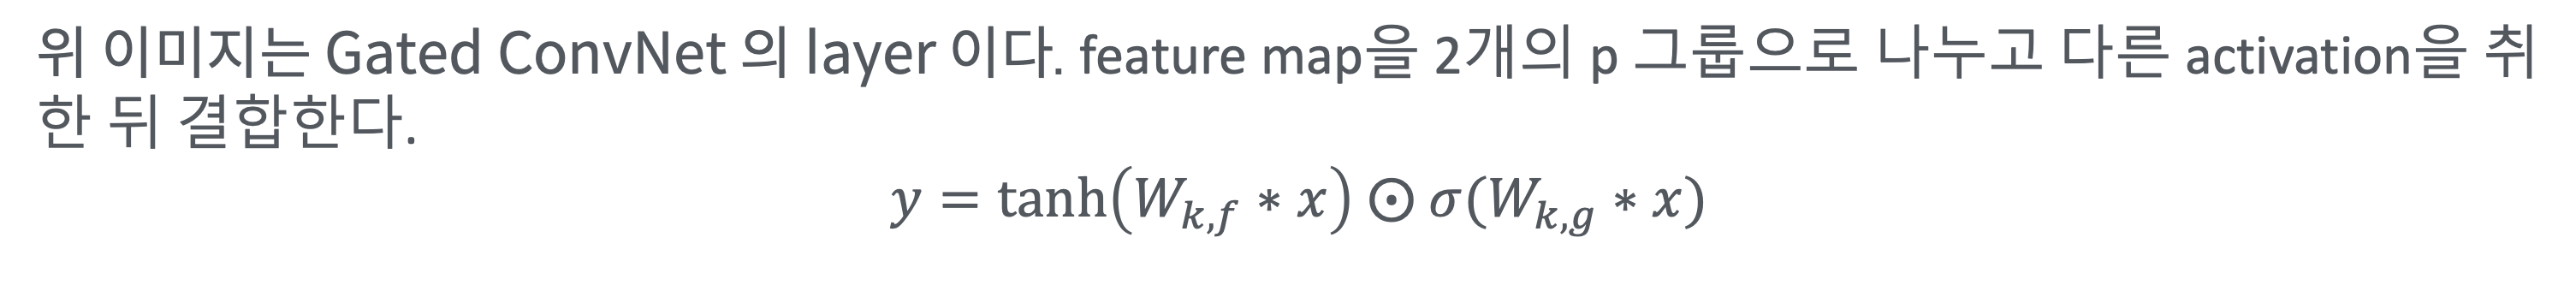 위 이미지는 Gated ConvNet 의 layer 이다. feature map을 2개의 p 그룹으로 나누고 다른 activation을 취
한 뒤 결합한다.
y = tanh(W_{k,f} * x) ⊙ σ(W_{k,g} * x)